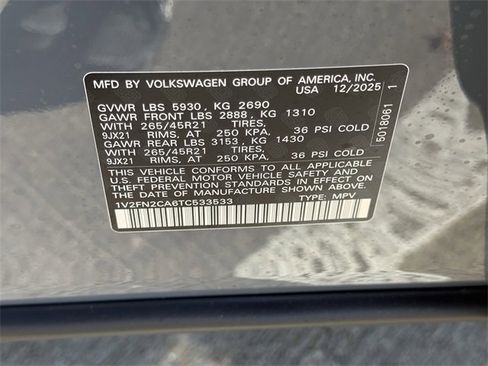 MFD BY VOLKSWAGEN GROUP OF AMERICA, INC.
USA 12/2025
GVWR LBS 5930, KG 2690
GAWR FRONT LBS 2888, KG 1310
WITH 265/45R21 TIRES,
9JX21 RIMS, AT 250 KPA, 36 PSI COLD
GAWR REAR LBS 3153, KG 1430
WITH 265/45R21 TIRES,
9JX21 RIMS, AT 250 KPA, 36 PSI COLD
THIS VEHICLE CONFORMS TO ALL APPLICABLE
U.S. FEDERAL MOTOR VEHICLE SAFETY AND
THEFT PREVENTION STANDARDS IN EFFECT ON
THE DATE OF MANUFACTURE SHOWN ABOVE
1V2FN2CA6TC533533 TYPE: MPV
5018061 1